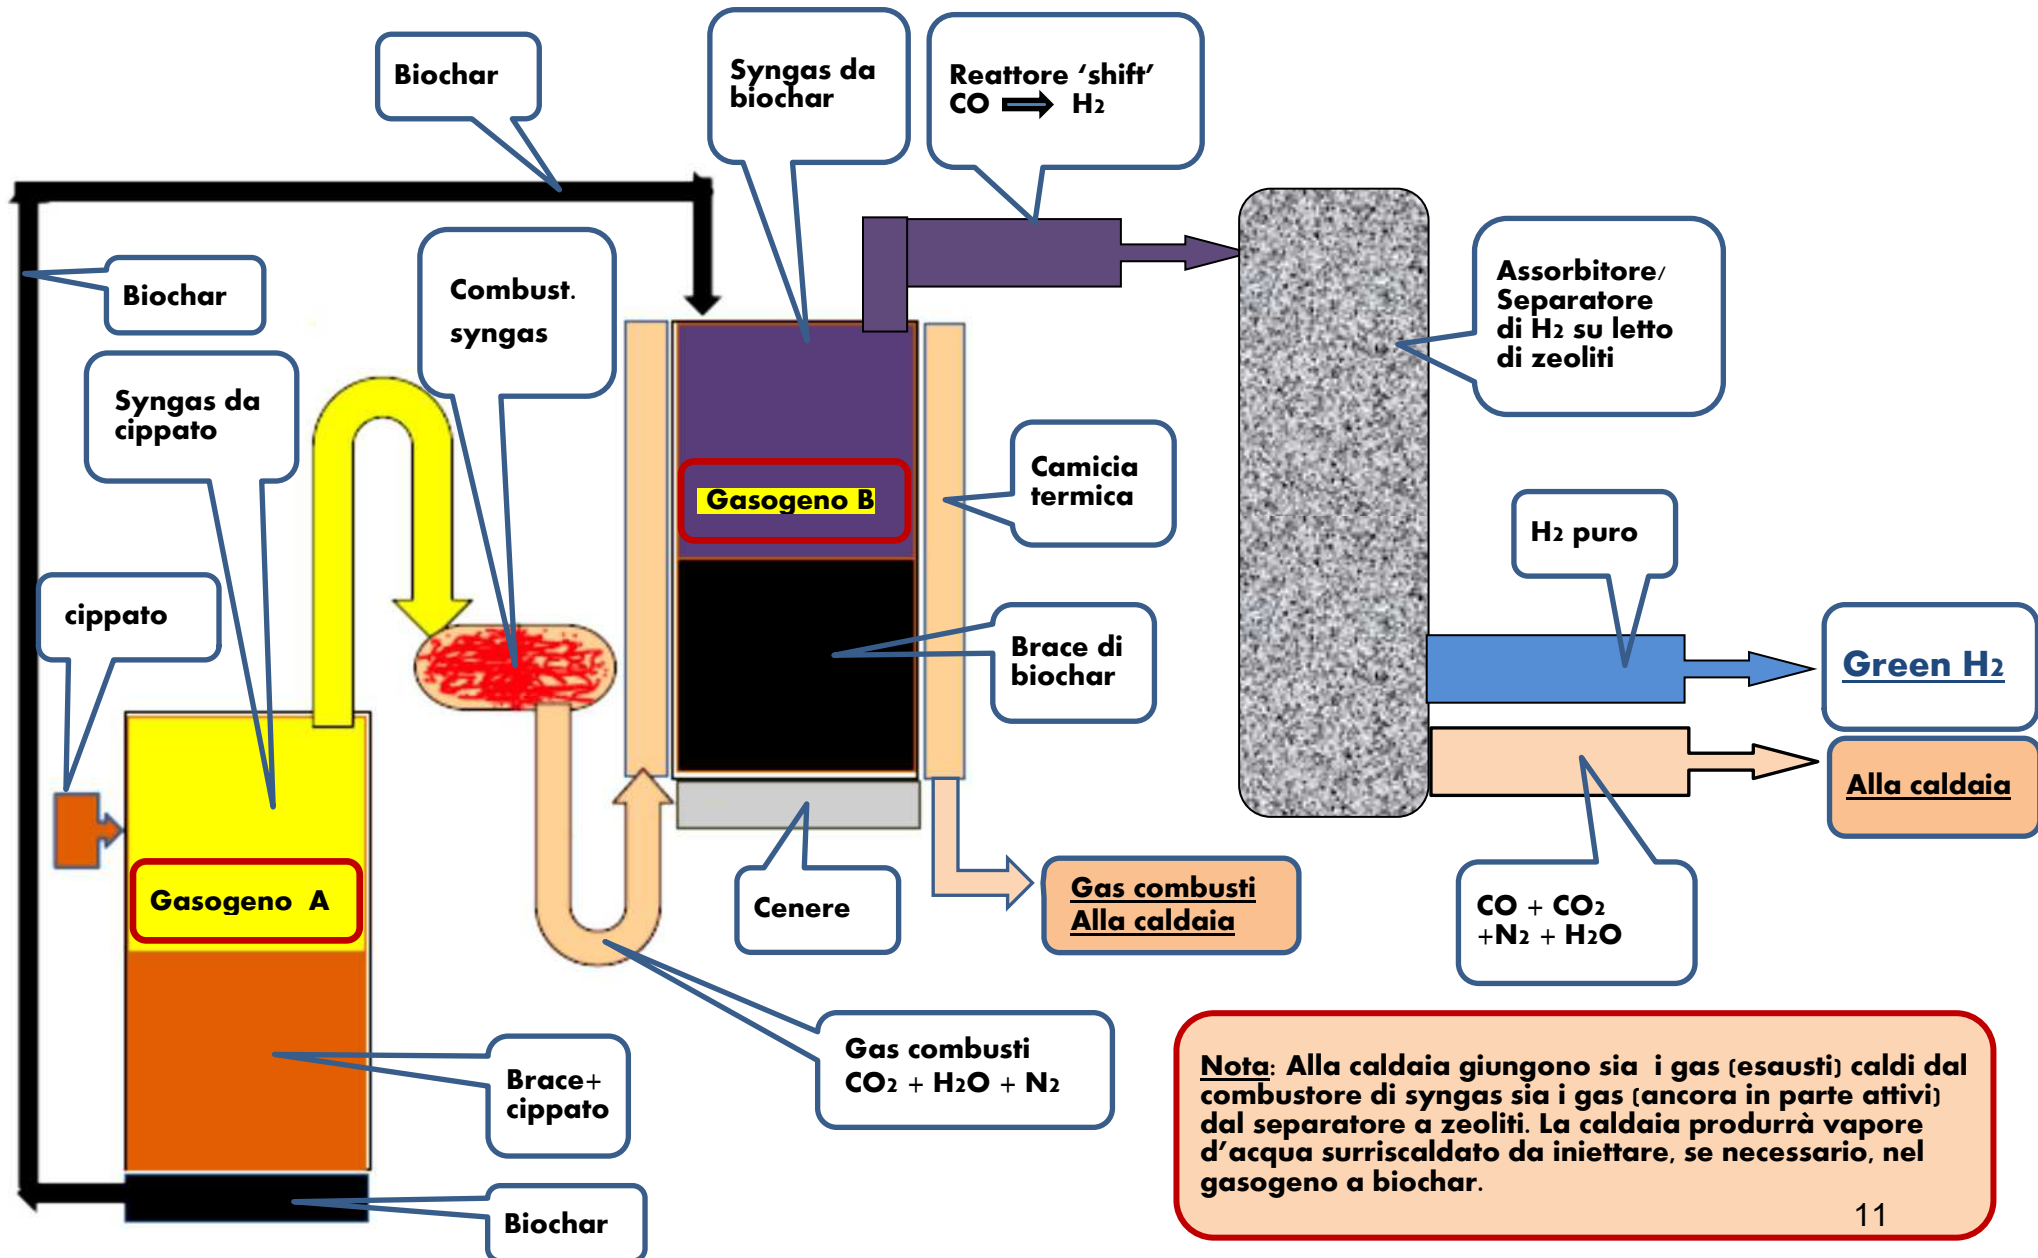 Biochar
Syngas da
biochar
Reattore ‘shift’
CO H2
Biochar
Combust.
syngas
Assorbitore/
Separatore
di H2 su letto
di zeoliti
Syngas da
cippato
Camicia
termica
Gasogeno B
H2 puro
cippato
Brace di
biochar
Green H2
Alla caldaia
Gasogeno A
Cenere
Gas combusti
Alla caldaia
CO + CO2
+N2 + H2O
Gas combusti
CO2 + H2O + N2
Brace+
cippato
Biochar
Nota: Alla caldaia giungono sia i gas (esausti) caldi dal
combustore di syngas sia i gas (ancora in parte attivi)
dal separatore a zeoliti. La caldaia produrrà vapore
d’acqua surriscaldato da iniettare, se necessario, nel
gasogeno a biochar.
11